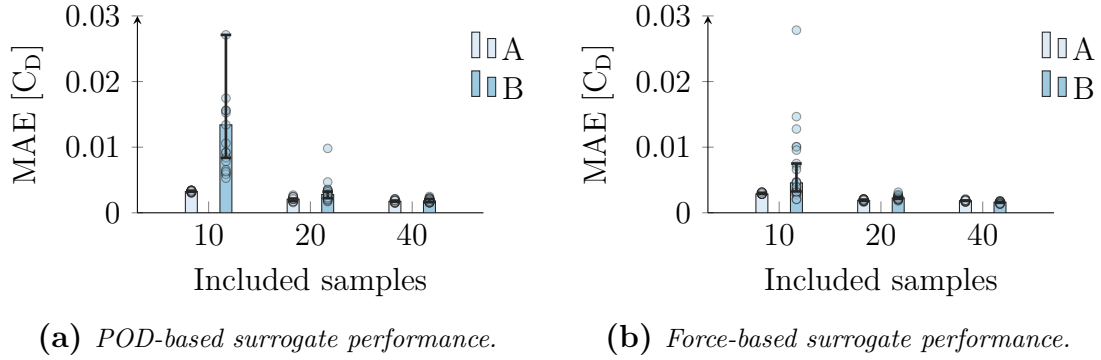 0.03
0.02
0.01
0
MAE [C_D]
10 20 40
Included samples
A
B
(a) POD-based surrogate performance.
0.03
0.02
0.01
0
MAE [C_D]
10 20 40
Included samples
A
B
(b) Force-based surrogate performance.